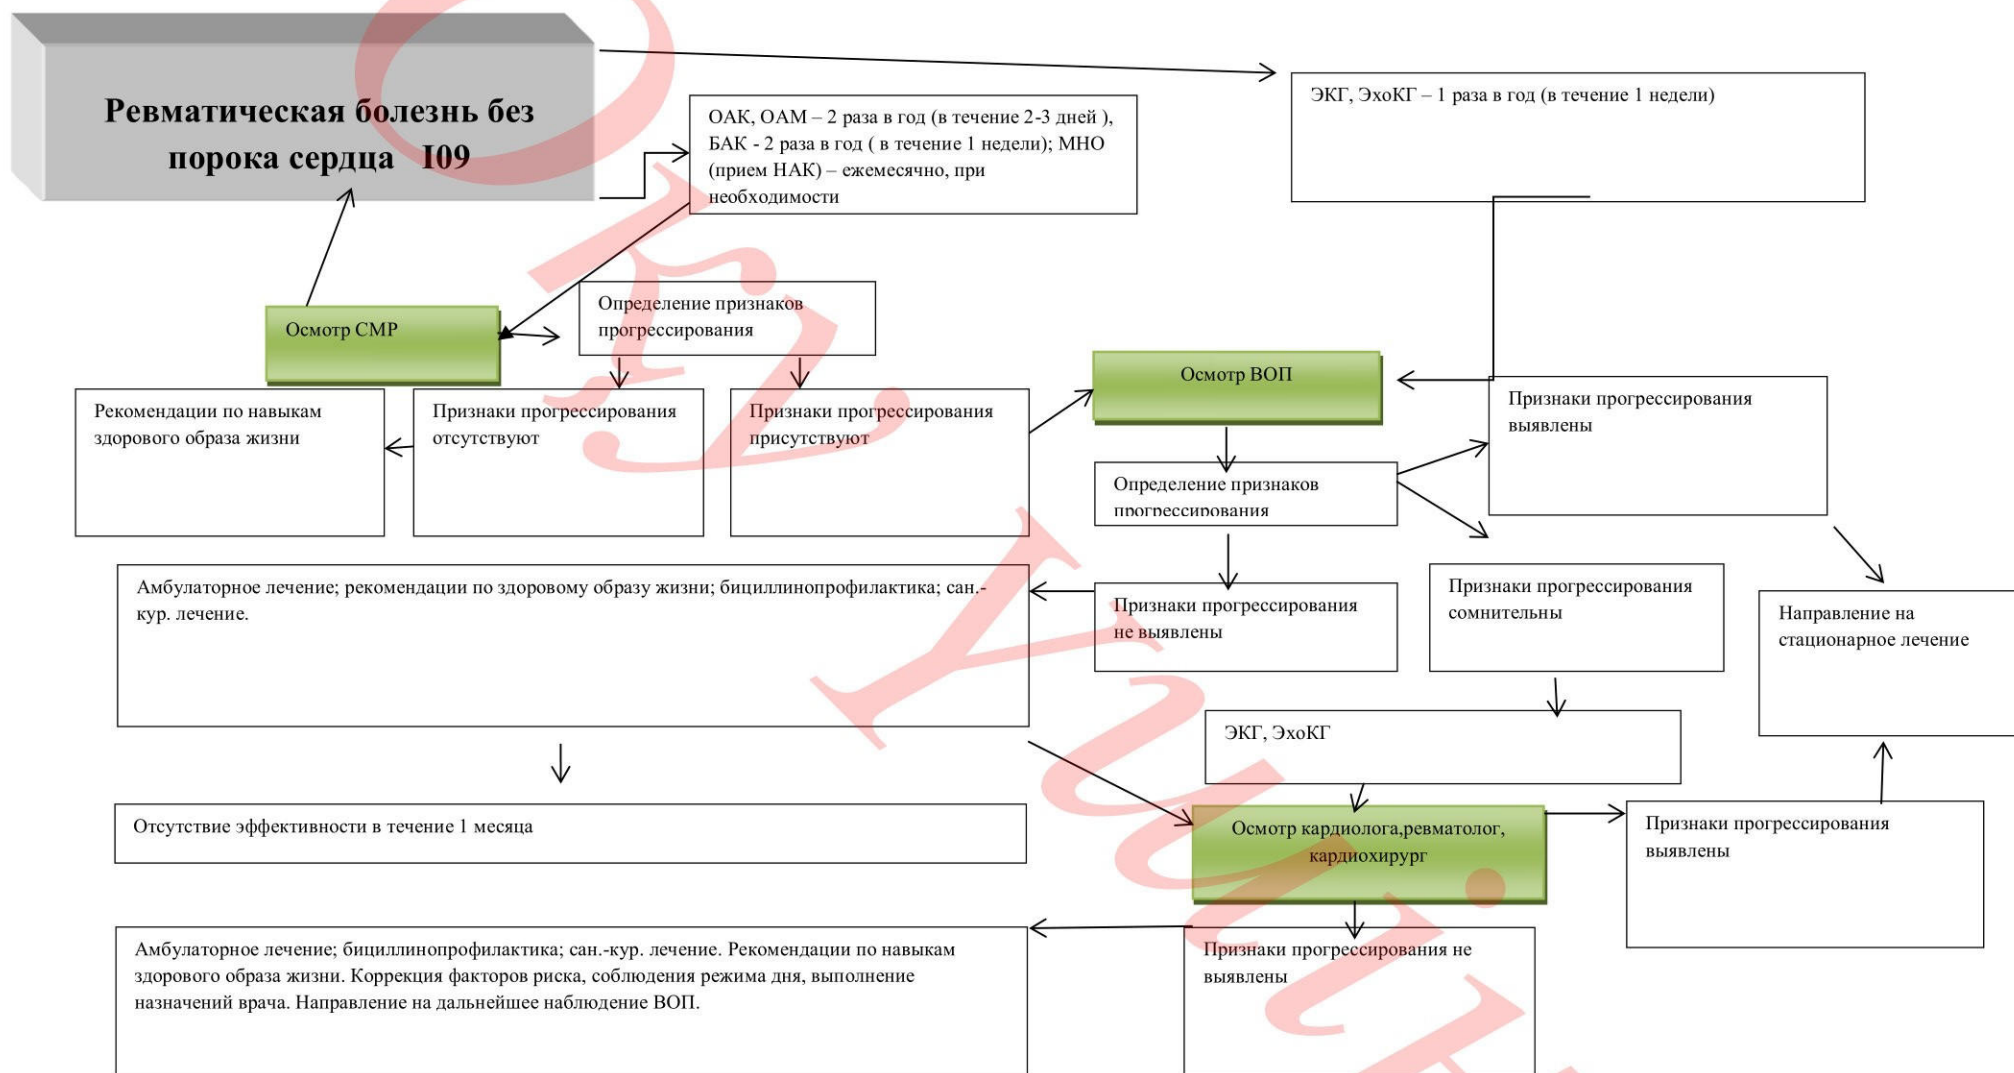 Ревматическая болезнь без
порока сердца I09
ЭКГ, ЭхоКГ – 1 раза в год (в течение 1 недели)
ОАК, ОАМ – 2 раза в год (в течение 2-3 дней ),
БАК - 2 раза в год ( в течение 1 недели); МНО
(прием НАК) – ежемесячно, при
необходимости
Определение признаков
прогрессирования
Осмотр СМР
Осмотр ВОП
Рекомендации по навыкам
здорового образа жизни
Признаки прогрессирования
отсутствуют
Признаки прогрессирования
присутствуют
Признаки прогрессирования
выявлены
Определение признаков
прогрессирования
Амбулаторное лечение; рекомендации по здоровому образу жизни; бициллинопрофилактика; сан.-
кур. лечение.
Признаки прогрессирования
не выявлены
Признаки прогрессирования
сомнительны
Направление на
стационарное лечение
ЭКГ, ЭхоКГ
Отсутствие эффективности в течение 1 месяца
Осмотр кардиолога,ревматолог,
кардиохирург
Признаки прогрессирования
выявлены
Амбулаторное лечение; бициллинопрофилактика; сан.-кур. лечение. Рекомендации по навыкам
здорового образа жизни. Коррекция факторов риска, соблюдения режима дня, выполнение
назначений врача. Направление на дальнейшее наблюдение ВОП.
Признаки прогрессирования не
выявлены